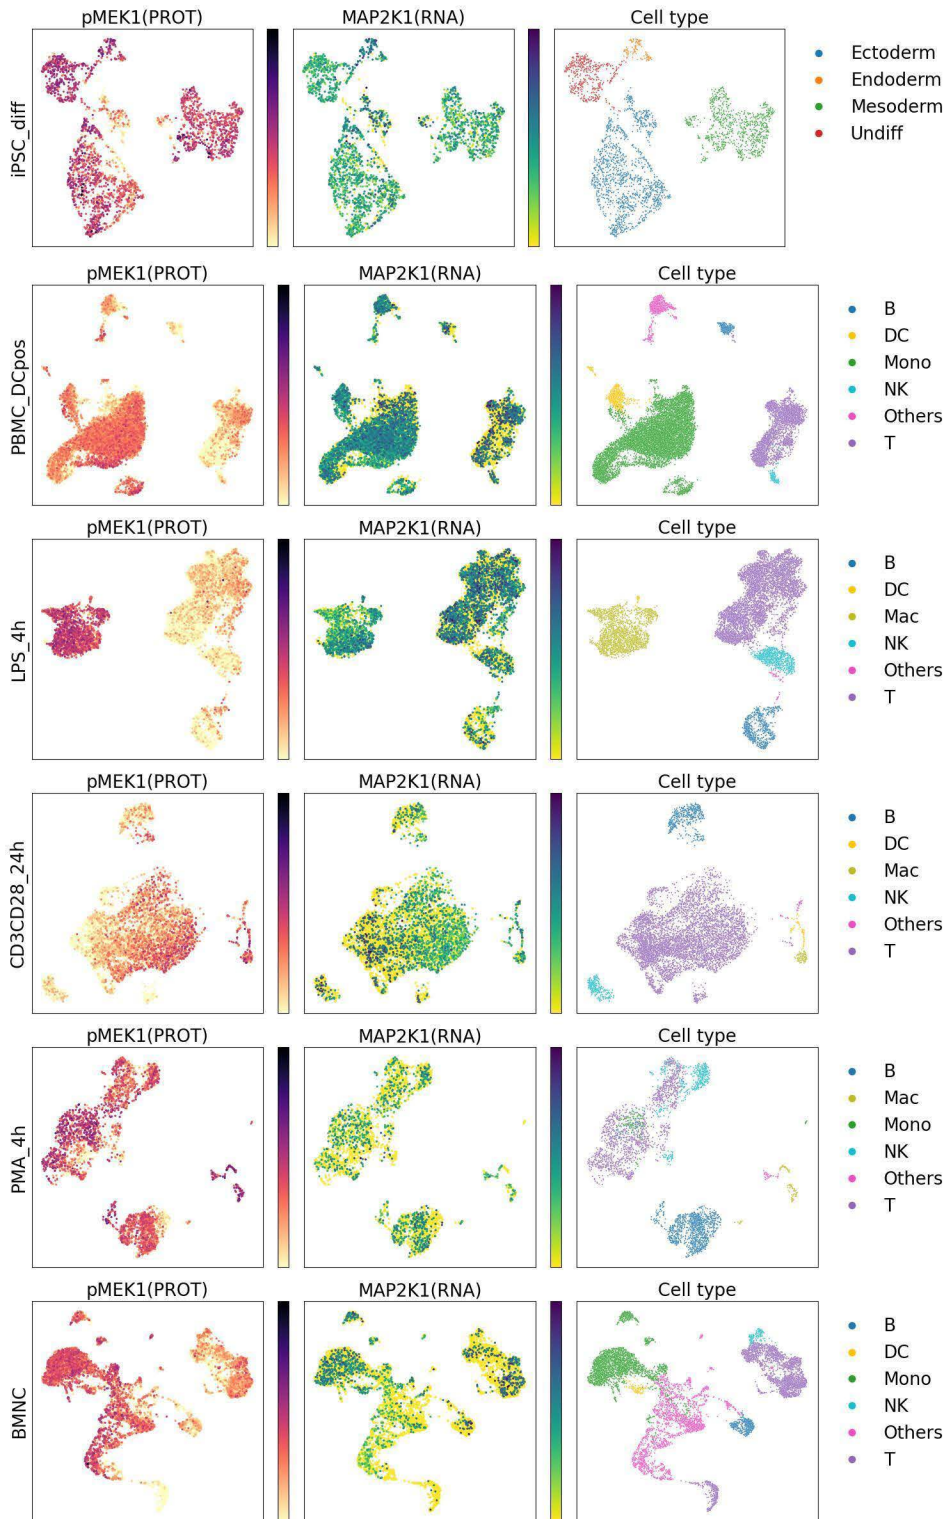 pMEK1(PROT) MAP2K1(RNA) Cell type
iPSC_diff
Ectoderm
Endoderm
Mesoderm
Undiff
pMEK1(PROT) MAP2K1(RNA) Cell type
PBMC_DCpos
B
DC
Mono
NK
Others
T
pMEK1(PROT) MAP2K1(RNA) Cell type
LPS_4h
B
DC
Mac
NK
Others
T
pMEK1(PROT) MAP2K1(RNA) Cell type
CD3CD28_24h
B
DC
Mac
NK
Others
T
pMEK1(PROT) MAP2K1(RNA) Cell type
PMA_4h
B
Mac
Mono
NK
Others
T
pMEK1(PROT) MAP2K1(RNA) Cell type
BMNC
B
DC
Mono
NK
Others
T